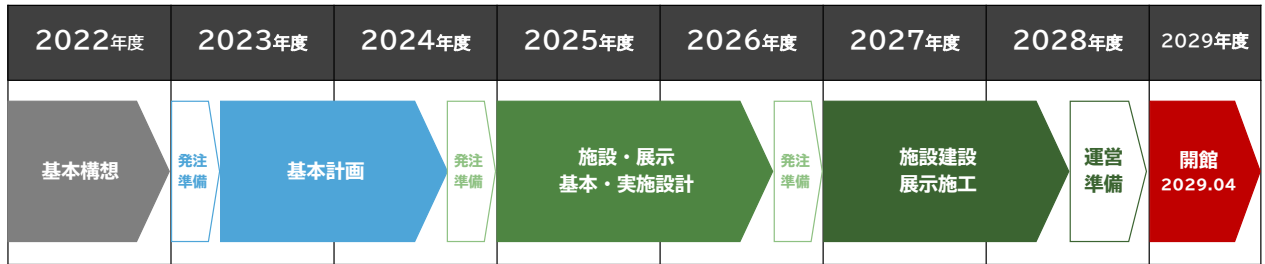 2022年度 2023年度 2024年度 2025年度 2026年度 2027年度 2028年度 2029年度
基本構想
発注
準備
基本計画
発注
準備
施設・展示
基本・実施設計
発注
準備
施設建設
展示施工
運営
準備
開館
2029.04